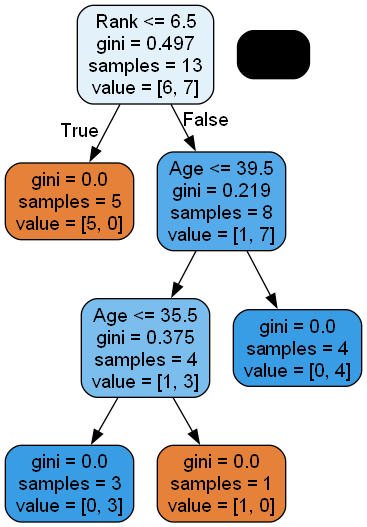 Rank <= 6.5
gini = 0.497
samples = 13
value = [6, 7]
True
False
gini = 0.0
samples = 5
value = [5, 0]
Age <= 39.5
gini = 0.219
samples = 8
value = [1, 7]
Age <= 35.5
gini = 0.375
samples = 4
value = [1, 3]
gini = 0.0
samples = 4
value = [0, 4]
gini = 0.0
samples = 3
value = [0, 3]
gini = 0.0
samples = 1
value = [1, 0]